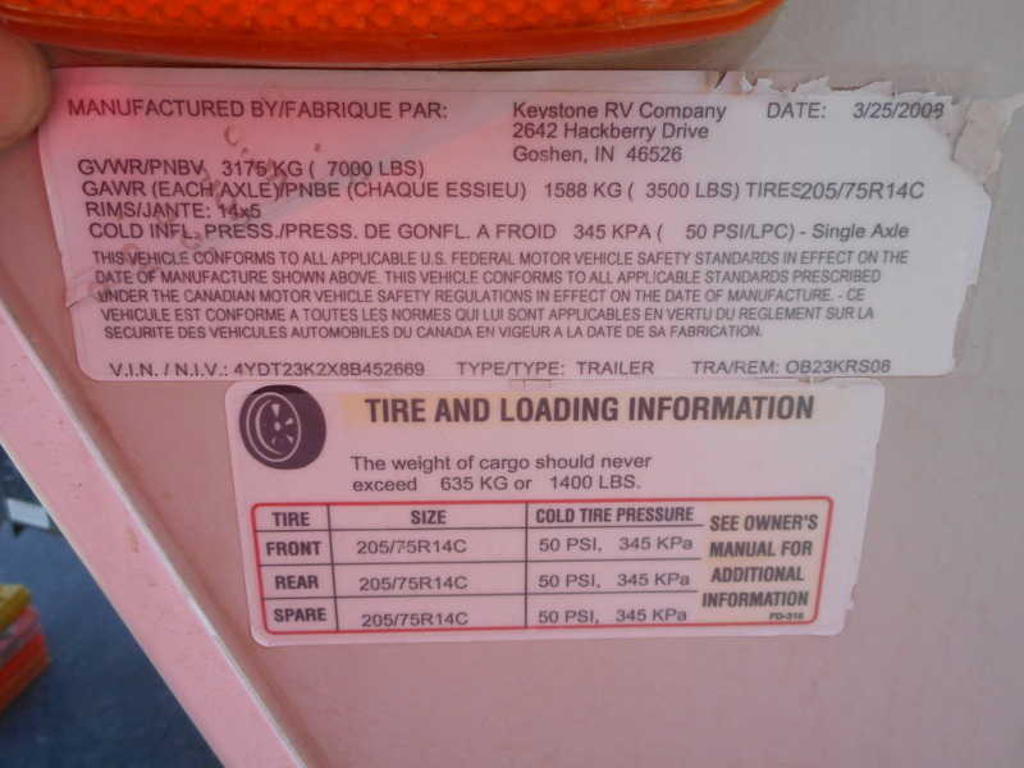 MANUFACTURED BY/FABRIQUE PAR: Keystone RV Company DATE: 3/25/2008
2642 Hackberry Drive
Goshen, IN 46526
GVWR/PNBV 3175 KG ( 7000 LBS)
GAWR (EACH AXLE)/PNBE (CHAQUE ESSIEU) 1588 KG ( 3500 LBS) TIRES205/75R14C
RIMS/JANTE: 14x5
COLD INFL. PRESS./PRESS. DE GONFL. A FROID 345 KPA ( 50 PSI/LPC) - Single Axle
THIS VEHICLE CONFORMS TO ALL APPLICABLE U.S. FEDERAL MOTOR VEHICLE SAFETY STANDARDS IN EFFECT ON THE
DATE OF MANUFACTURE SHOWN ABOVE. THIS VEHICLE CONFORMS TO ALL APPLICABLE STANDARDS PRESCRIBED
UNDER THE CANADIAN MOTOR VEHICLE SAFETY REGULATIONS IN EFFECT ON THE DATE OF MANUFACTURE. - CE
VEHICULE EST CONFORME A TOUTES LES NORMES QUI LUI SONT APPLICABLES EN VERTU DU REGLEMENT SUR LA
SECURITE DES VEHICULES AUTOMOBILES DU CANADA EN VIGEUR A LA DATE DE SA FABRICATION.
V.I.N. / N.I.V.: 4YDT23K2X8B452669 TYPE/TYPE: TRAILER TRA/REM: OB23KRS08
TIRE AND LOADING INFORMATION
The weight of cargo should never
exceed 635 KG or 1400 LBS.
TIRE SIZE COLD TIRE PRESSURE
FRONT 205/75R14C 50 PSI, 345 KPa
REAR 205/75R14C 50 PSI, 345 KPa
SPARE 205/75R14C 50 PSI, 345 KPa
SEE OWNER'S
MANUAL FOR
ADDITIONAL
INFORMATION
PD-316